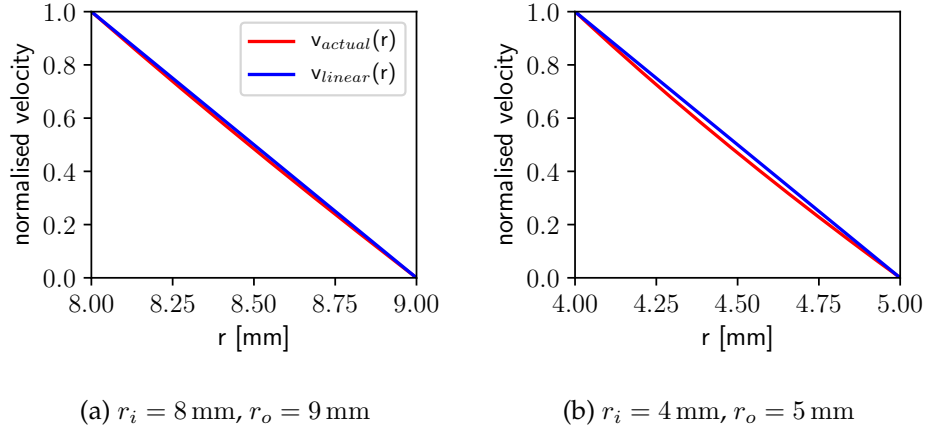 1.0
0.8
0.6
0.4
0.2
0.0
normalised velocity
8.00 8.25 8.50 8.75 9.00
r [mm]
v_actual(r)
v_linear(r)
1.0
0.8
0.6
0.4
0.2
0.0
normalised velocity
4.00 4.25 4.50 4.75 5.00
r [mm]
(a) r_i = 8 mm, r_o = 9 mm
(b) r_i = 4 mm, r_o = 5 mm